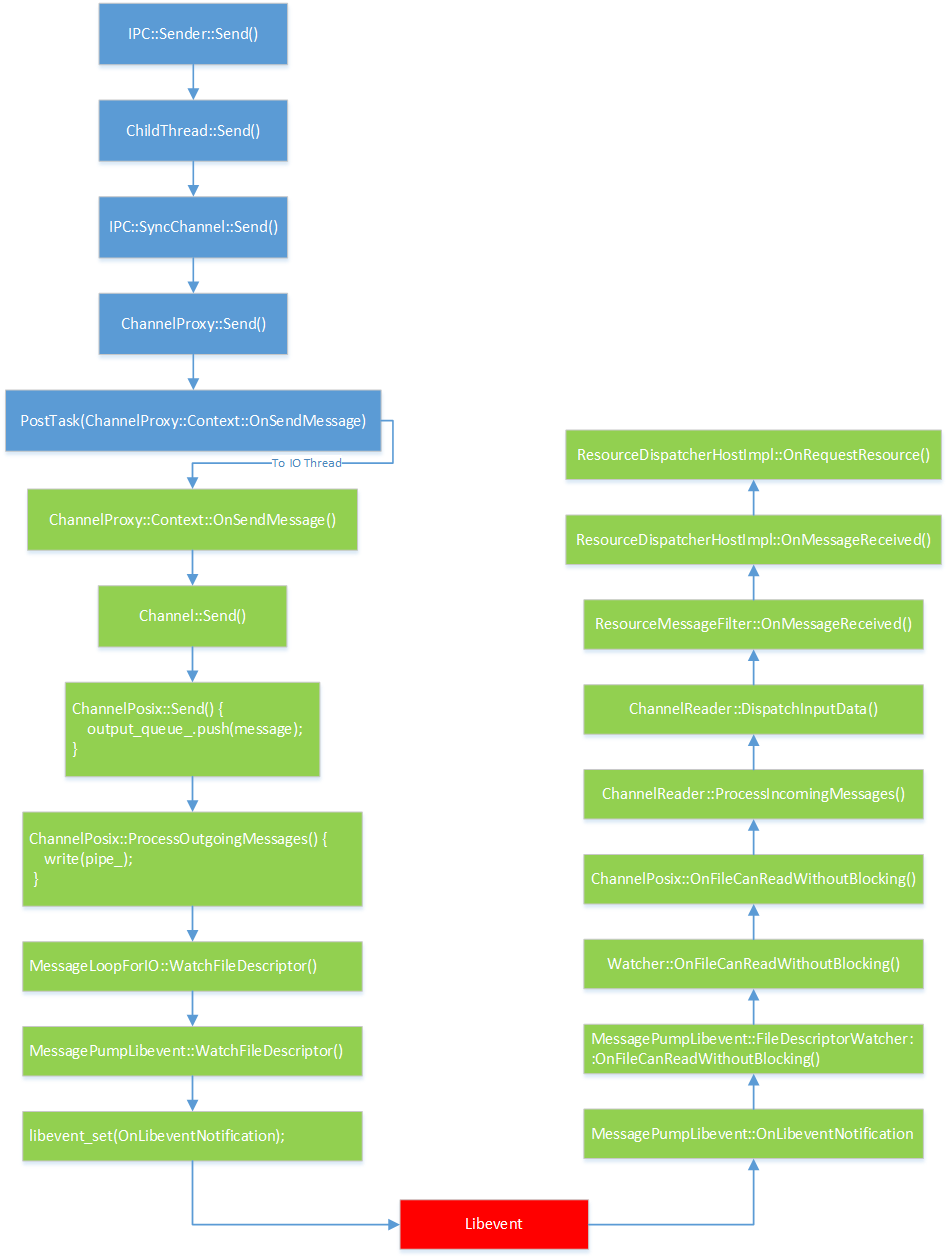 IPC::Sender::Send()
ChildThread::Send()
IPC::SyncChannel::Send()
ChannelProxy::Send()
PostTask(ChannelProxy::Context::OnSendMessage)
To IO Thread
ChannelProxy::Context::OnSendMessage()
Channel::Send()
ChannelPosix::Send() {
output_queue_.push(message);
}
ChannelPosix::ProcessOutgoingMessages() {
write(pipe_);
}
MessageLoopForIO::WatchFileDescriptor()
MessagePumpLibevent::WatchFileDescriptor()
libevent_set(OnLibeventNotification);
Libevent
ResourceDispatcherHostImpl::OnRequestResource()
ResourceDispatcherHostImpl::OnMessageReceived()
ResourceMessageFilter::OnMessageReceived()
ChannelReader::DispatchInputData()
ChannelReader::ProcessIncomingMessages()
ChannelPosix::OnFileCanReadWithoutBlocking()
Watcher::OnFileCanReadWithoutBlocking()
MessagePumpLibevent::FileDescriptorWatcher:
:OnFileCanReadWithoutBlocking()
MessagePumpLibevent::OnLibeventNotification